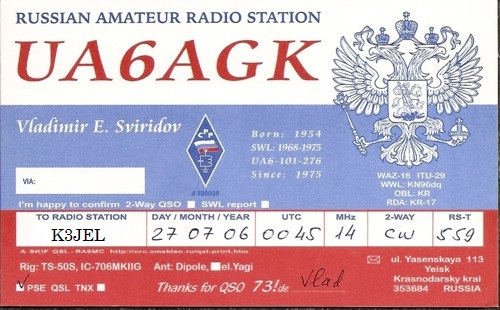 RUSSIAN AMATEUR RADIO STATION
UA6AGK
Vladimir E. Sviridov
CPP
Born: 1954
SWL: 1968-1975
UA6-101-276
Since: 1975
WAZ-16 ITU-29
WWL: KN96dq
OBL: KR
RDA: KR-17
VIA:
I'm happy to confirm 2-Way QSO SWL report
TO RADIO STATION DAY / MONTH / YEAR UTC MHz 2-WAY RS-T
K3JEL 27 07 06 0045 14 CW 559
A SKIF QSL - RA9MC
Rig: TS-50S, IC-706MKIIG Ant: Dipole, el.Yagi
PSE QSL TNX Thanks for QSO 73! de Vlad
ul. Yasenskaya 113
Yeisk
Krasnodarsky krai
353684 RUSSIA